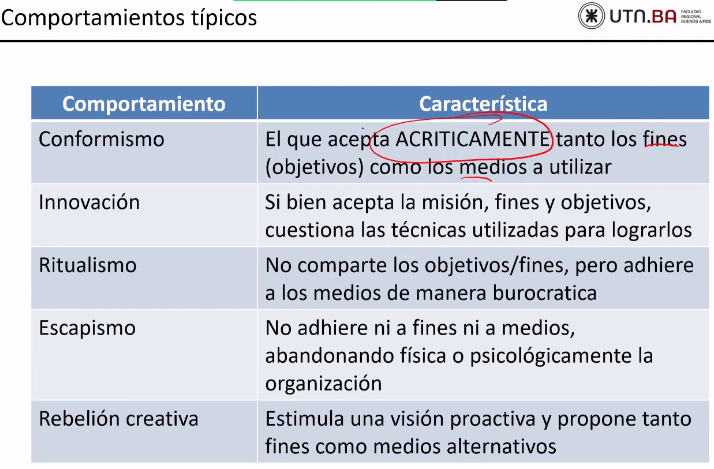 Comportamientos típicos
UTN.BA
FACULTAD
REGIONAL
BUENOS AIRES
Comportamiento
Característica
Conformismo
El que acepta ACRITICAMENTE tanto los fines
(objetivos) como los medios a utilizar
Innovación
Si bien acepta la misión, fines y objetivos,
cuestiona las técnicas utilizadas para lograrlos
Ritualismo
No comparte los objetivos/fines, pero adhiere
a los medios de manera burocratica
Escapismo
No adhiere ni a fines ni a medios,
abandonando física o psicológicamente la
organización
Rebelión creativa
Estimula una visión proactiva y propone tanto
fines como medios alternativos